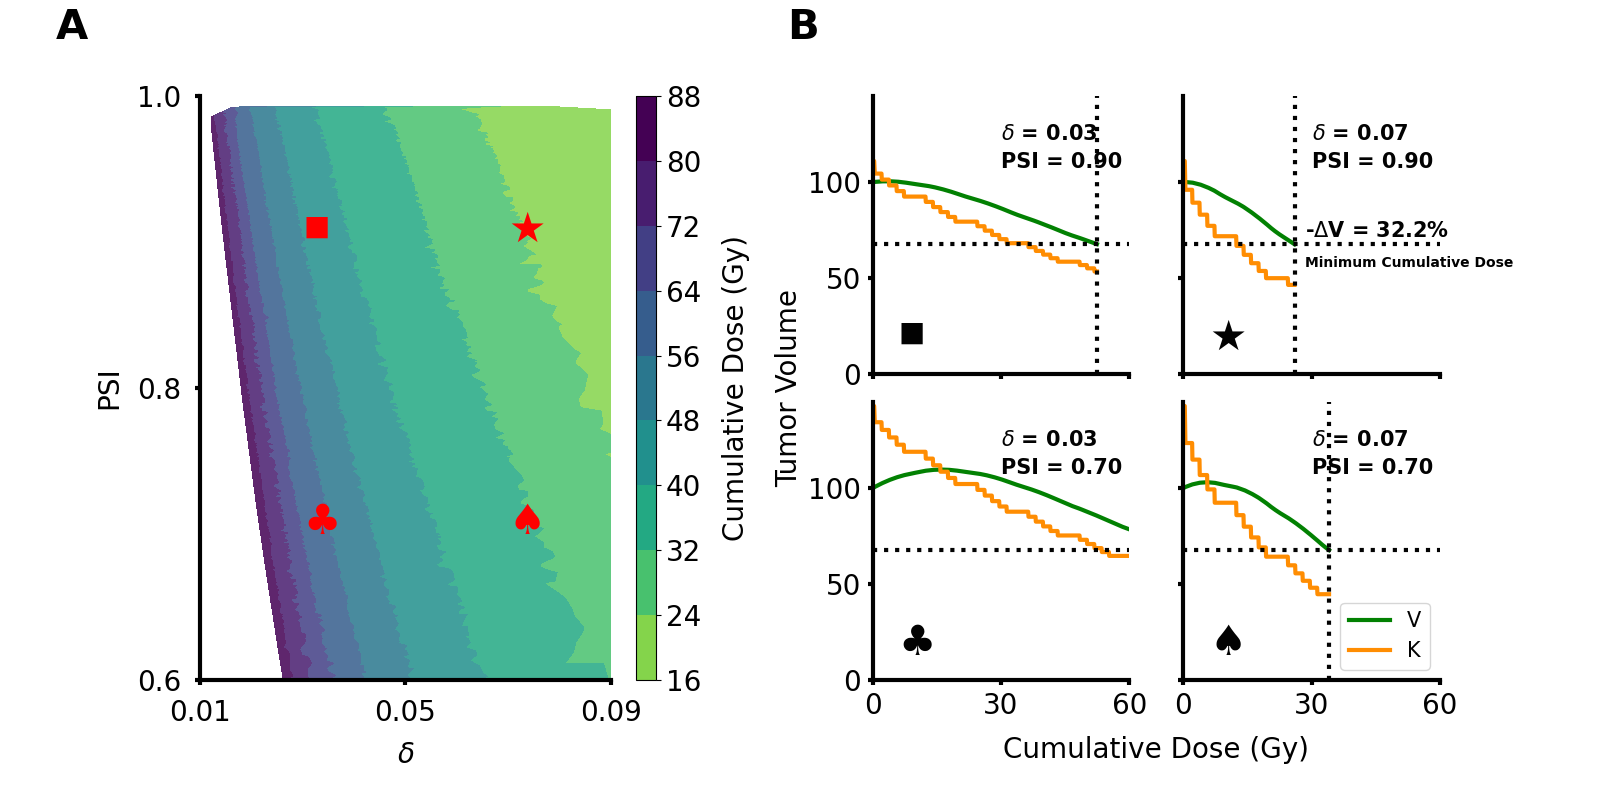 A
1.0
0.8
0.6
PSI
0.01
0.05
0.09
δ
88
80
72
64
56
48
40
32
24
16
Cumulative Dose (Gy)
B
Tumor Volume
100
50
0
δ = 0.03
PSI = 0.90
δ = 0.07
PSI = 0.90
-ΔV = 32.2%
Minimum Cumulative Dose
100
50
0
δ = 0.03
PSI = 0.70
δ = 0.07
PSI = 0.70
V
K
0
30
60
0
30
60
Cumulative Dose (Gy)